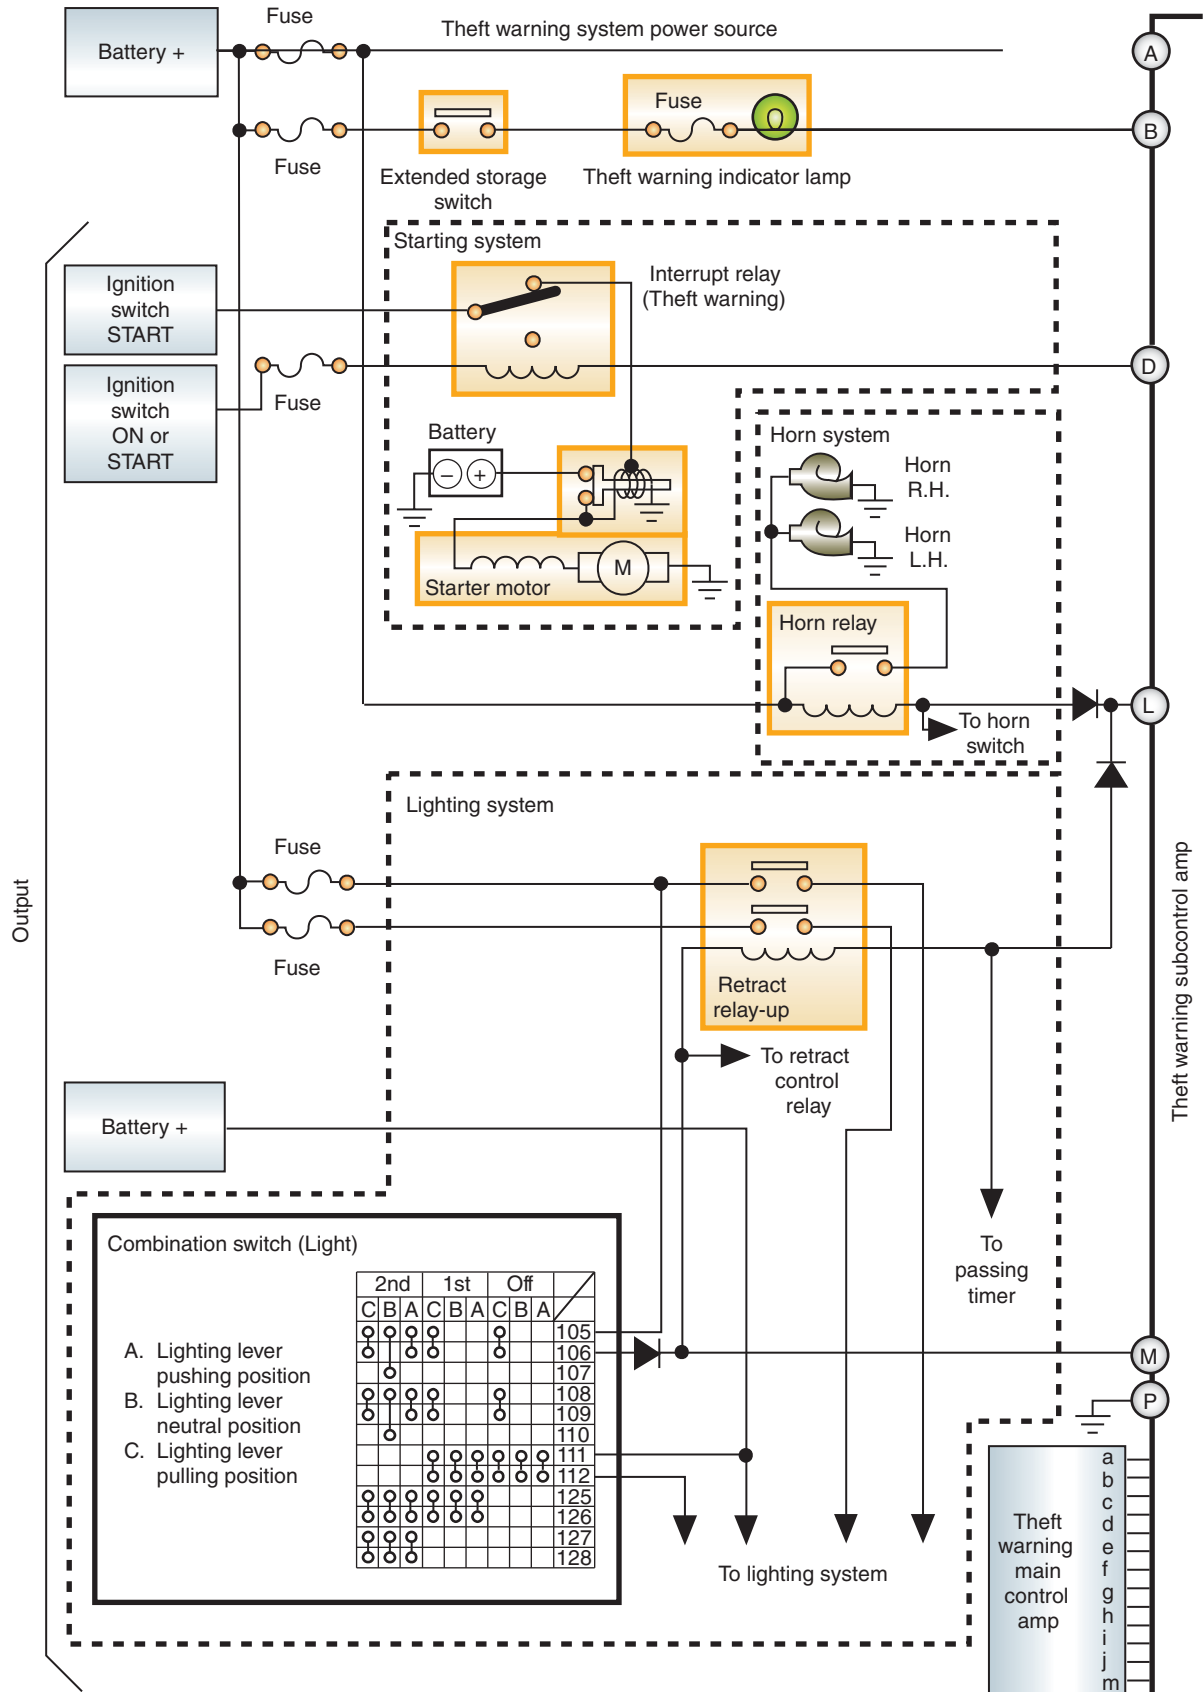 Fuse
Battery +
Theft warning system power source
A
Fuse
Extended storage
switch
Fuse
Theft warning indicator lamp
B
Starting system
Ignition
switch
START
Interrupt relay
(Theft warning)
Ignition
switch
ON or
START
Fuse
D
Battery
− +
Starter motor
M
Horn system
Horn
R.H.
Horn
L.H.
Horn relay
To horn
switch
L
Lighting system
Output
Fuse
Fuse
Retract
relay-up
To retract
control
relay
Theft warning subcontrol amp
Battery +
To
passing
timer
Combination switch (Light)
A. Lighting lever
pushing position
B. Lighting lever
neutral position
C. Lighting lever
pulling position
2nd 1st Off
C B A C B A C B A
105
106
107
108
109
110
111
112
125
126
127
128
To lighting system
M
P
Theft
warning
main
control
amp
a
b
c
d
e
f
g
h
i
j
m